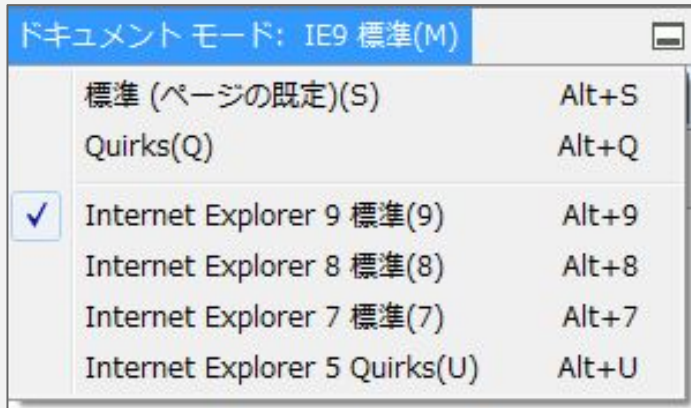 ドキュメント モード: IE9 標準(M)
標準 (ページの既定)(S) Alt+S
Quirks(Q) Alt+Q
Internet Explorer 9 標準(9) Alt+9
Internet Explorer 8 標準(8) Alt+8
Internet Explorer 7 標準(7) Alt+7
Internet Explorer 5 Quirks(U) Alt+U